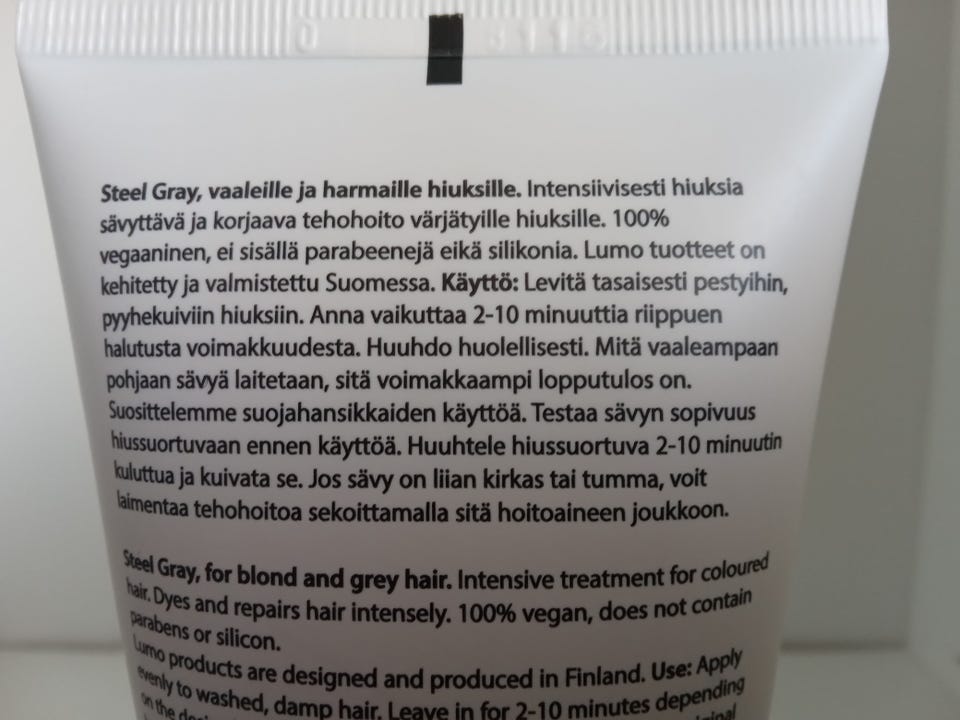 Steel Gray, vaaleille ja harmaille hiuksille. Intensiivisesti hiuksia
sävyttävä ja korjaava tehohoito värjätyille hiuksille. 100%
vegaaninen, ei sisällä parabeenejä eikä silikonia. Lumo tuotteet on
kehitetty ja valmistettu Suomessa. Käyttö: Levitä tasaisesti pestyihin,
pyyhekuiviin hiuksiin. Anna vaikuttaa 2-10 minuuttia riippuen
halutusta voimakkuudesta. Huuhdo huolellisesti. Mitä vaaleampaan
pohjaan sävyä laitetaan, sitä voimakkaampi lopputulos on.
Suosittelemme suojahansikkaiden käyttöä. Testaa sävyn sopivuus
hiussuortuvaan ennen käyttöä. Huuhtele hiussuortuva 2-10 minuutin
kuluttua ja kuivata se. Jos sävy on liian kirkas tai tumma, voit
laimentaa tehohoitoa sekoittamalla sitä hoitoaineen joukkoon.
Steel Gray, for blond and grey hair. Intensive treatment for coloured
hair. Dyes and repairs hair intensely. 100% vegan, does not contain
parabens or silicon.
Lumo products are designed and produced in Finland. Use: Apply
evenly to washed, damp hair. Leave in for 2-10 minutes depending
on the